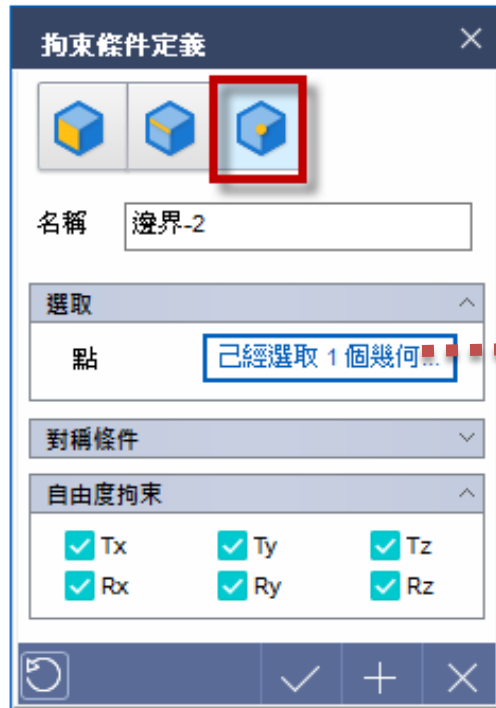 拘束條件定義
名稱 邊界-2
選取
點 已經選取 1 個幾何...
對稱條件
自由度拘束
Tx Ty Tz
Rx Ry Rz